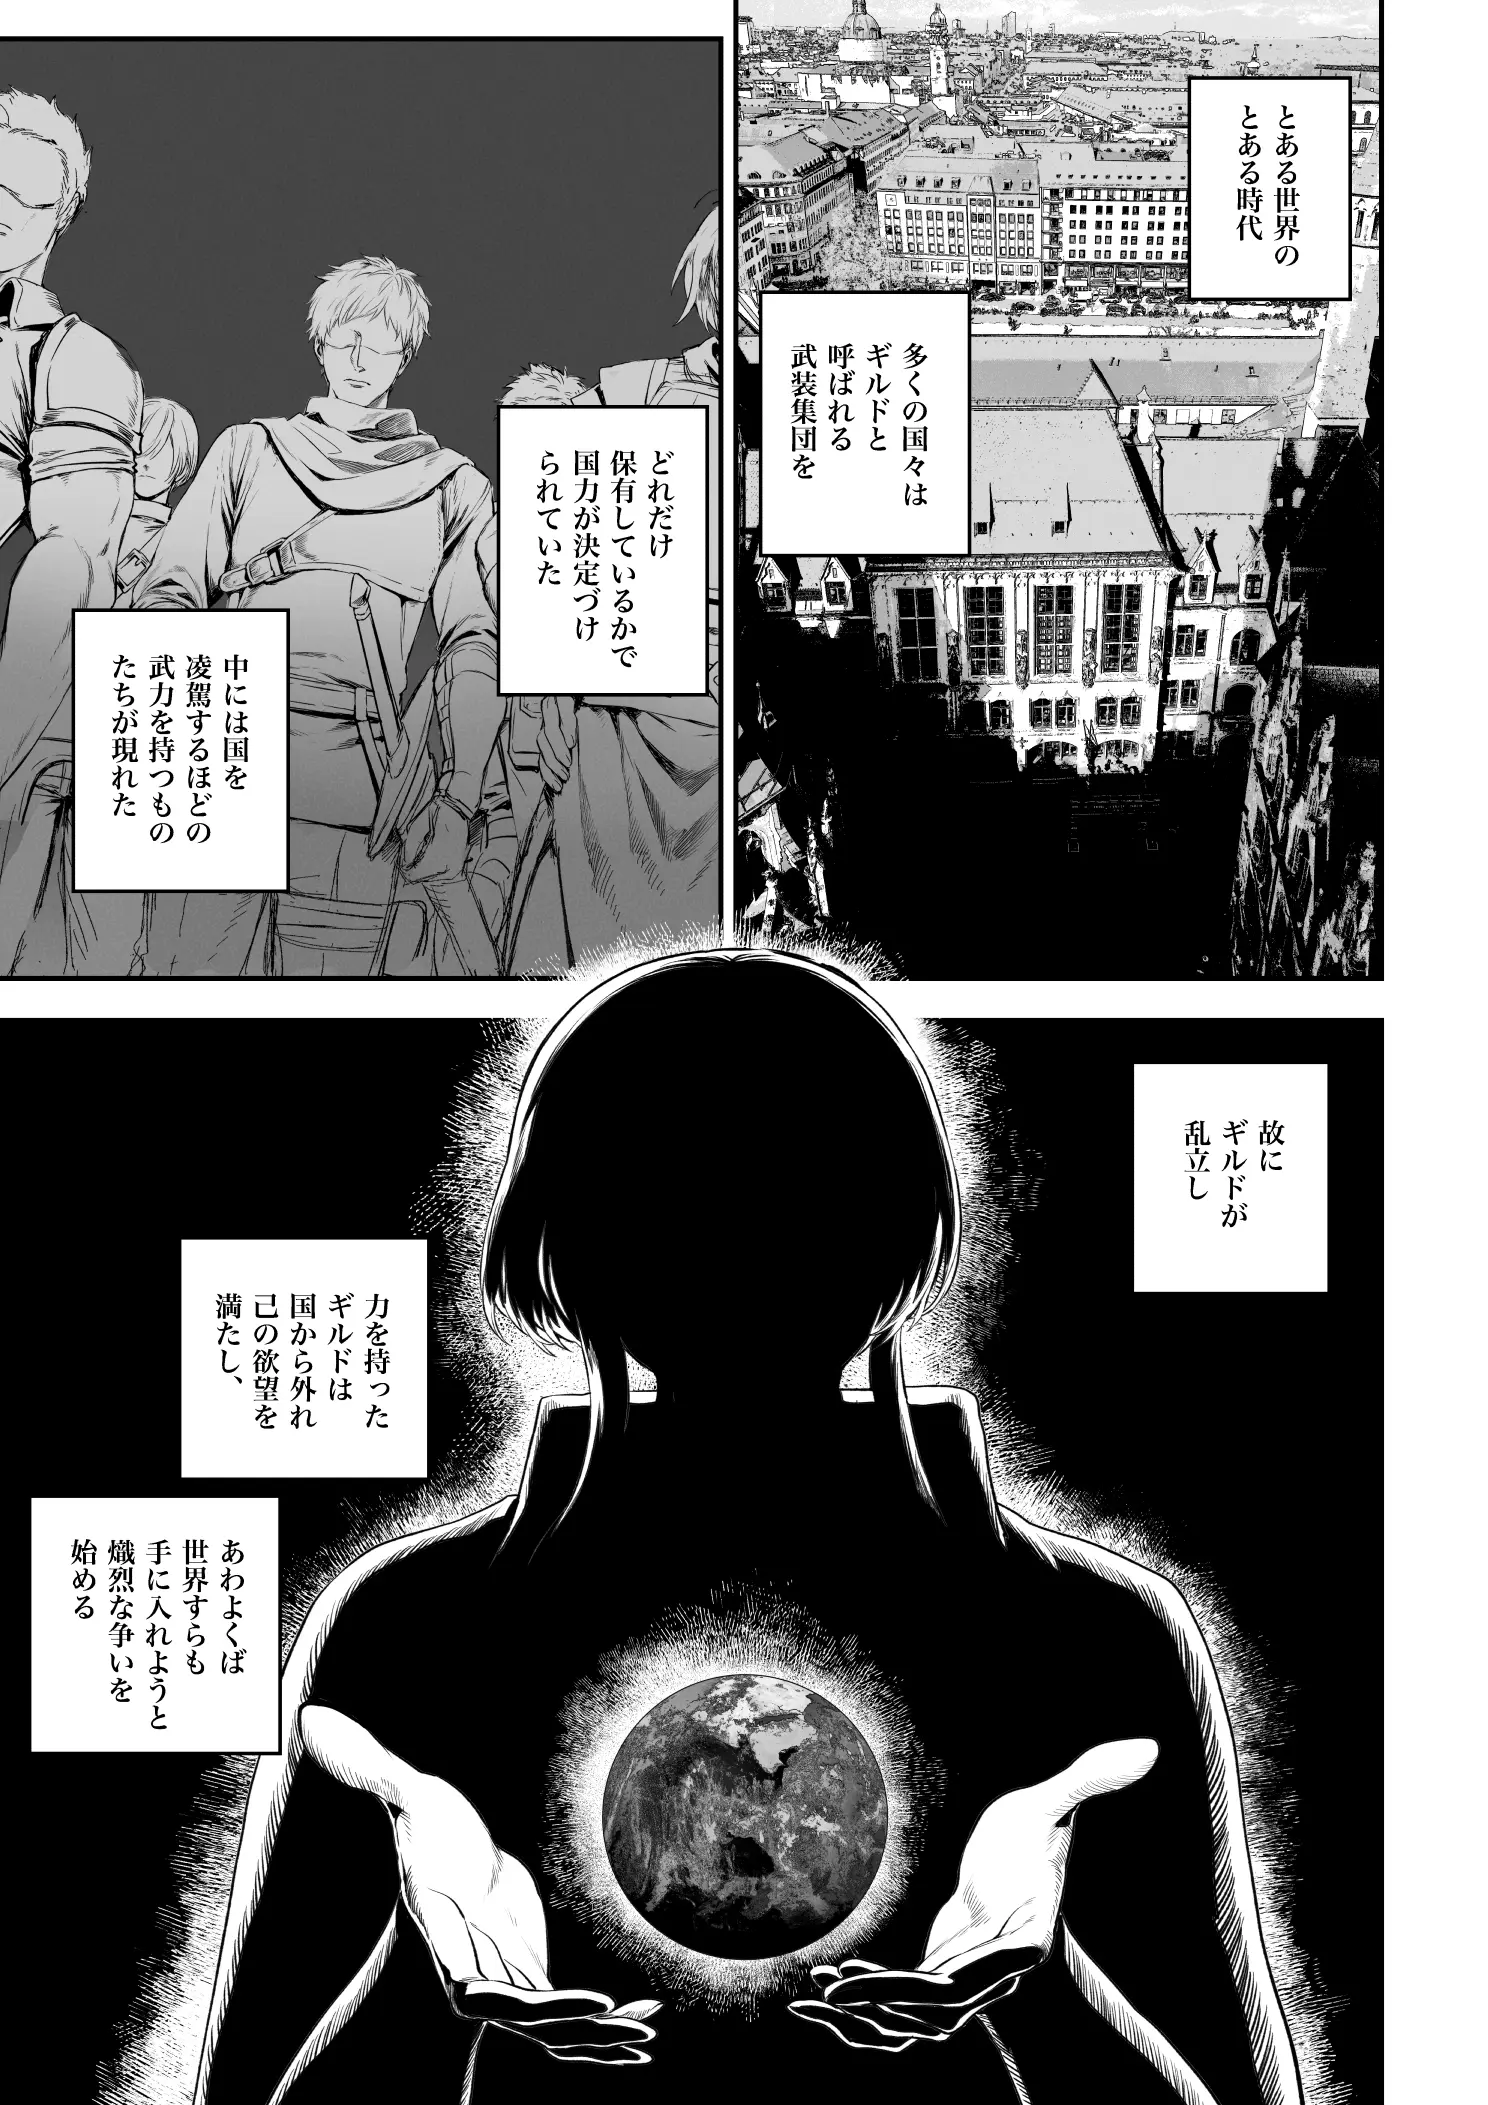 とある世界の
とある時代
多くの国々は
ギルドと
呼ばれる
武装集団を
どれだけ
保有しているかで
国力が決定づけ
られていた
中には国を
凌駕するほどの
武力を持つもの
たちが現れた
故に
ギルドが
乱立し
力を持った
ギルドは
国から外れ
己の欲望を
満たし、
あわよくば
世界すらも
手に入れようと
熾烈な争いを
始める